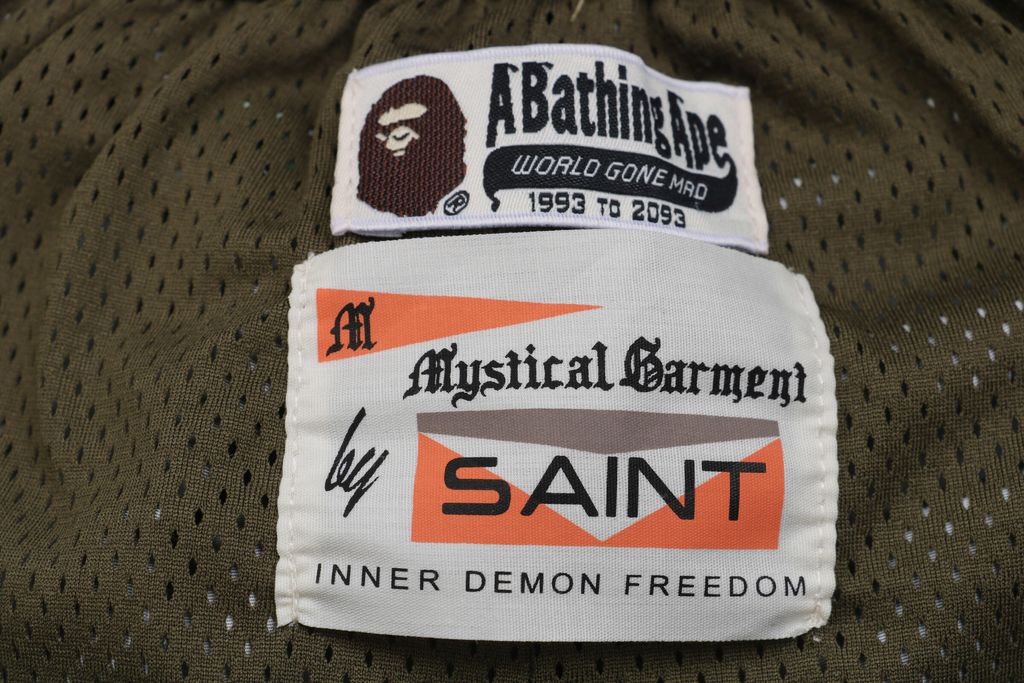 A Bathing Ape
WORLD GONE MAD
®
1993 TO 2093
M
Mystical Garment
by
SAINT
INNER DEMON FREEDOM